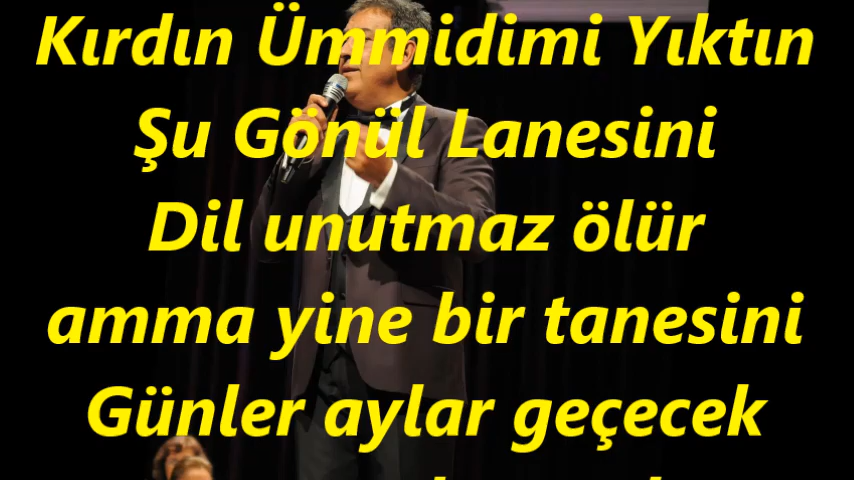 Kırdın Ümmidimi Yıktın
Şu Gönül Lanesini
Dil unutmaz ölür
amma yine bir tanesini
Günler aylar geçecek